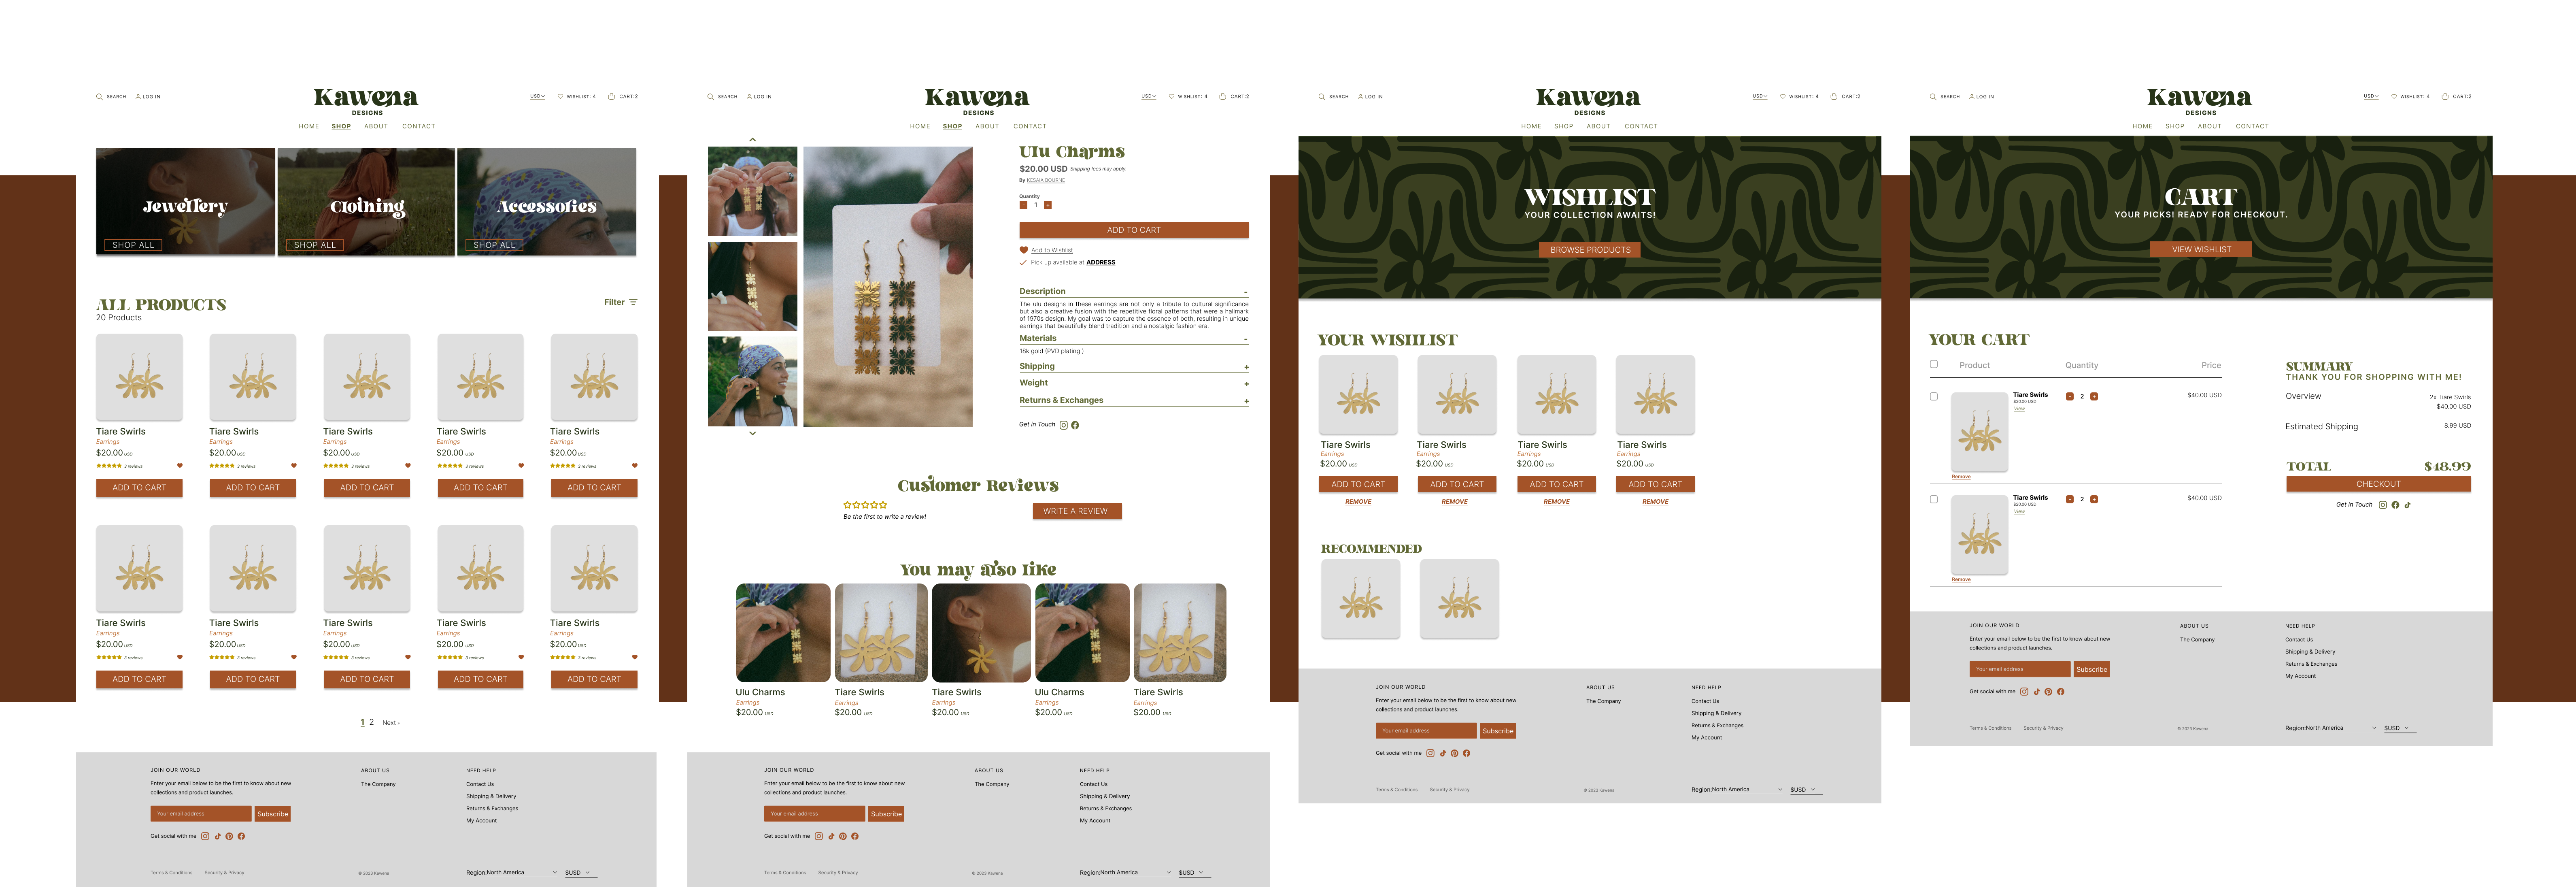 SEARCH
LOG IN
Kawena
DESIGNS
USD
WISHLIST: 4
CART:2
HOME SHOP ABOUT CONTACT
Jewellery
SHOP ALL
Clothing
SHOP ALL
Accessories
SHOP ALL
ALL PRODUCTS
20 Products
Filter
Tiare Swirls
Earrings
$20.00 USD
3 reviews
ADD TO CART
Tiare Swirls
Earrings
$20.00 USD
3 reviews
ADD TO CART
Tiare Swirls
Earrings
$20.00 USD
3 reviews
ADD TO CART
Tiare Swirls
Earrings
$20.00 USD
3 reviews
ADD TO CART
Tiare Swirls
Earrings
$20.00 USD
3 reviews
ADD TO CART
Tiare Swirls
Earrings
$20.00 USD
3 reviews
ADD TO CART
Tiare Swirls
Earrings
$20.00 USD
3 reviews
ADD TO CART
Tiare Swirls
Earrings
$20.00 USD
3 reviews
ADD TO CART
Tiare Swirls
Earrings
$20.00 USD
3 reviews
ADD TO CART
Tiare Swirls
Earrings
$20.00 USD
3 reviews
ADD TO CART
1 2 Next ›
JOIN OUR WORLD
Enter your email below to be the first to know about new
collections and product launches.
Your email address
Subscribe
Get social with me
ABOUT US
The Company
NEED HELP
Contact Us
Shipping & Delivery
Returns & Exchanges
My Account
Terms & Conditions
Security & Privacy
© 2023 Kawena
Region:North America
$USD
SEARCH
LOG IN
Kawena
DESIGNS
USD
WISHLIST: 4
CART:2
HOME SHOP ABOUT CONTACT
Ulu Charms
$20.00 USD Shipping fees may apply
By KESAIA BOURNE
Quantity
- 1 +
ADD TO CART
Add to Wishlist
Pick up available at ADDRESS
Description -
The ulu designs in these earrings are not only a tribute to cultural significance
but also a creative fusion with the repetitive floral patterns that were a hallmark
of 1970s design. My goal was to capture the essence of both, resulting in unique
earrings that beautifully blend tradition and a nostalgic fashion era.
Materials -
18k gold (PVD plating )
Shipping +
Weight +
Returns & Exchanges +
Get in Touch
Customer Reviews
Be the first to write a review!
WRITE A REVIEW
You may also like
Ulu Charms
Earrings
$20.00 USD
Tiare Swirls
Earrings
$20.00 USD
Tiare Swirls
Earrings
$20.00 USD
Ulu Charms
Earrings
$20.00 USD
Tiare Swirls
Earrings
$20.00 USD
JOIN OUR WORLD
Enter your email below to be the first to know about new
collections and product launches.
Your email address
Subscribe
Get social with me
ABOUT US
The Company
NEED HELP
Contact Us
Shipping & Delivery
Returns & Exchanges
My Account
Terms & Conditions
Security & Privacy
© 2023 Kawena
Region:North America
$USD
SEARCH
LOG IN
Kawena
DESIGNS
USD
WISHLIST: 4
CART:2
HOME SHOP ABOUT CONTACT
WISHLIST
YOUR COLLECTION AWAITS!
BROWSE PRODUCTS
YOUR WISHLIST
Tiare Swirls
Earrings
$20.00 USD
ADD TO CART
REMOVE
Tiare Swirls
Earrings
$20.00 USD
ADD TO CART
REMOVE
Tiare Swirls
Earrings
$20.00 USD
ADD TO CART
REMOVE
Tiare Swirls
Earrings
$20.00 USD
ADD TO CART
REMOVE
RECOMMENDED
JOIN OUR WORLD
Enter your email below to be the first to know about new
collections and product launches.
Your email address
Subscribe
Get social with me
ABOUT US
The Company
NEED HELP
Contact Us
Shipping & Delivery
Returns & Exchanges
My Account
Terms & Conditions
Security & Privacy
© 2023 Kawena
Region:North America
$USD
SEARCH
LOG IN
Kawena
DESIGNS
USD
WISHLIST: 4
CART:2
HOME SHOP ABOUT CONTACT
CART
YOUR PICKS! READY FOR CHECKOUT.
VIEW WISHLIST
YOUR CART
Product Quantity Price
Tiare Swirls
$20.00 USD
View
- 2 +
$40.00 USD
Remove
Tiare Swirls
$20.00 USD
View
- 2 +
$40.00 USD
Remove
SUMMARY
THANK YOU FOR SHOPPING WITH ME!
Overview
2x Tiare Swirls
$40.00 USD
Estimated Shipping
8.99 USD
TOTAL $48.99
CHECKOUT
Get in Touch
JOIN OUR WORLD
Enter your email below to be the first to know about new
collections and product launches.
Your email address
Subscribe
Get social with me
ABOUT US
The Company
NEED HELP
Contact Us
Shipping & Delivery
Returns & Exchanges
My Account
Terms & Conditions
Security & Privacy
© 2023 Kawena
Region:North America
$USD